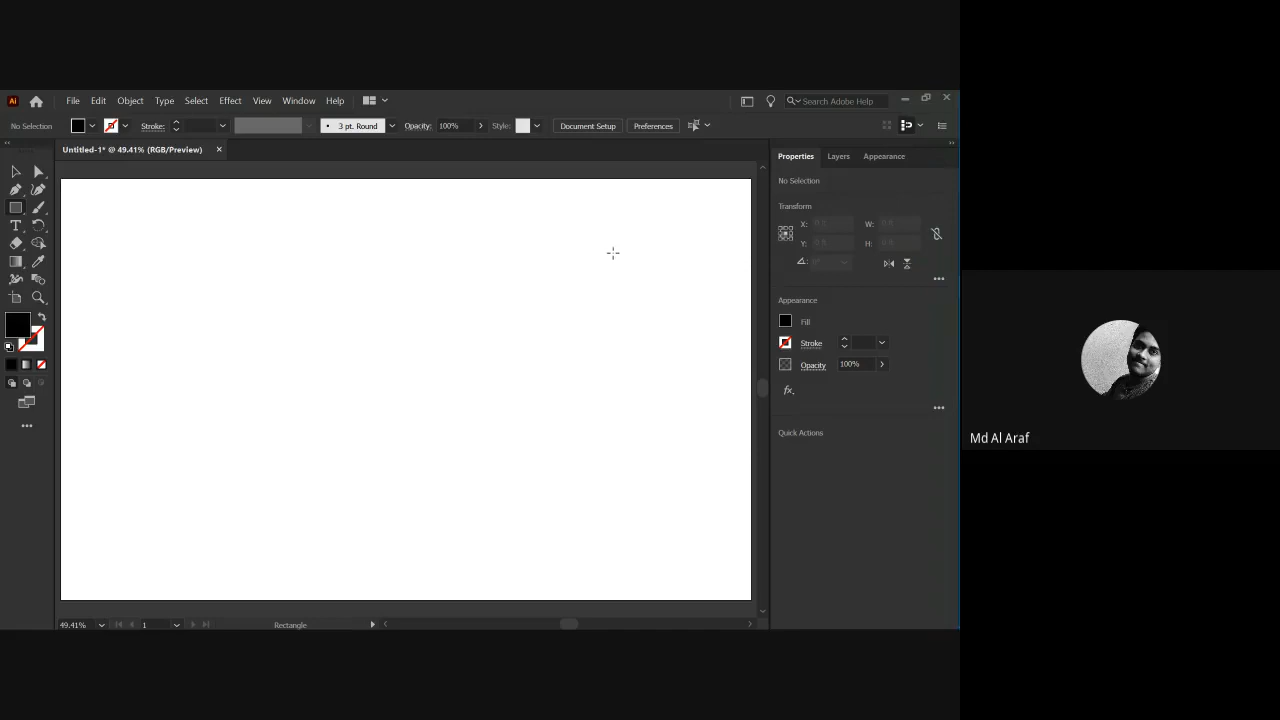 Ai File Edit Object Type Select Effect View Window Help Search Adobe Help
No Selection Stroke: 3 pt. Round Opacity: 100% Style: Document Setup Preferences
Untitled-1* @ 49.41% (RGB/Preview) ×
Properties Layers Appearance
No Selection
Transform
X: W:
Y: H:
Appearance
Fill
Stroke
Opacity 100%
fx.
Quick Actions
Md Al Araf
49.41% 1 Rectangle